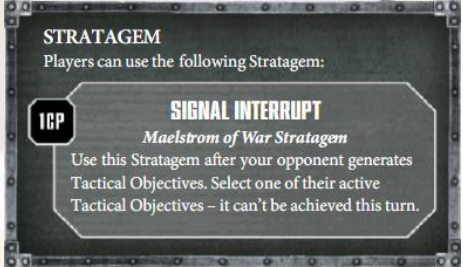 STRATAGEM
Players can use the following Stratagem:
1CP
SIGNAL INTERRUPT
Maelstrom of War Stratagem
Use this Stratagem after your opponent generates
Tactical Objectives. Select one of their active
Tactical Objectives – it can't be achieved this turn.